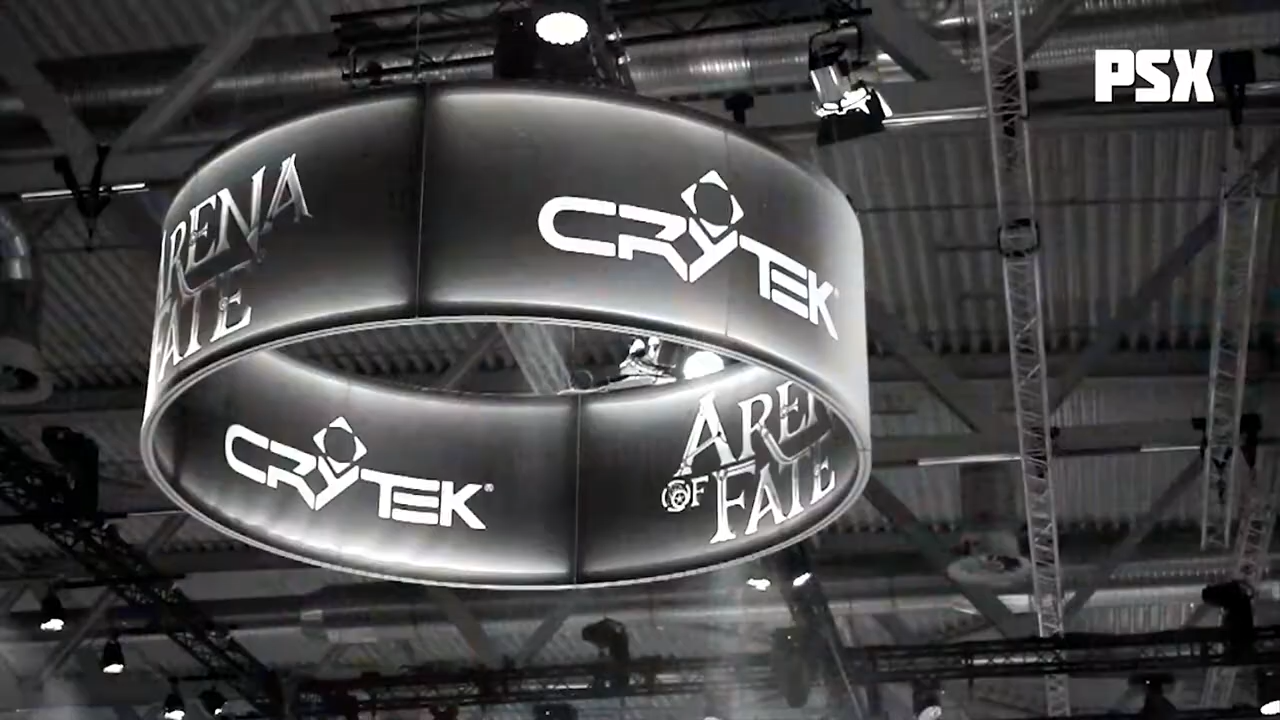 PSX
ARENA
FATE
CRYTEK
CRYTEK®
AREN
OF FATE